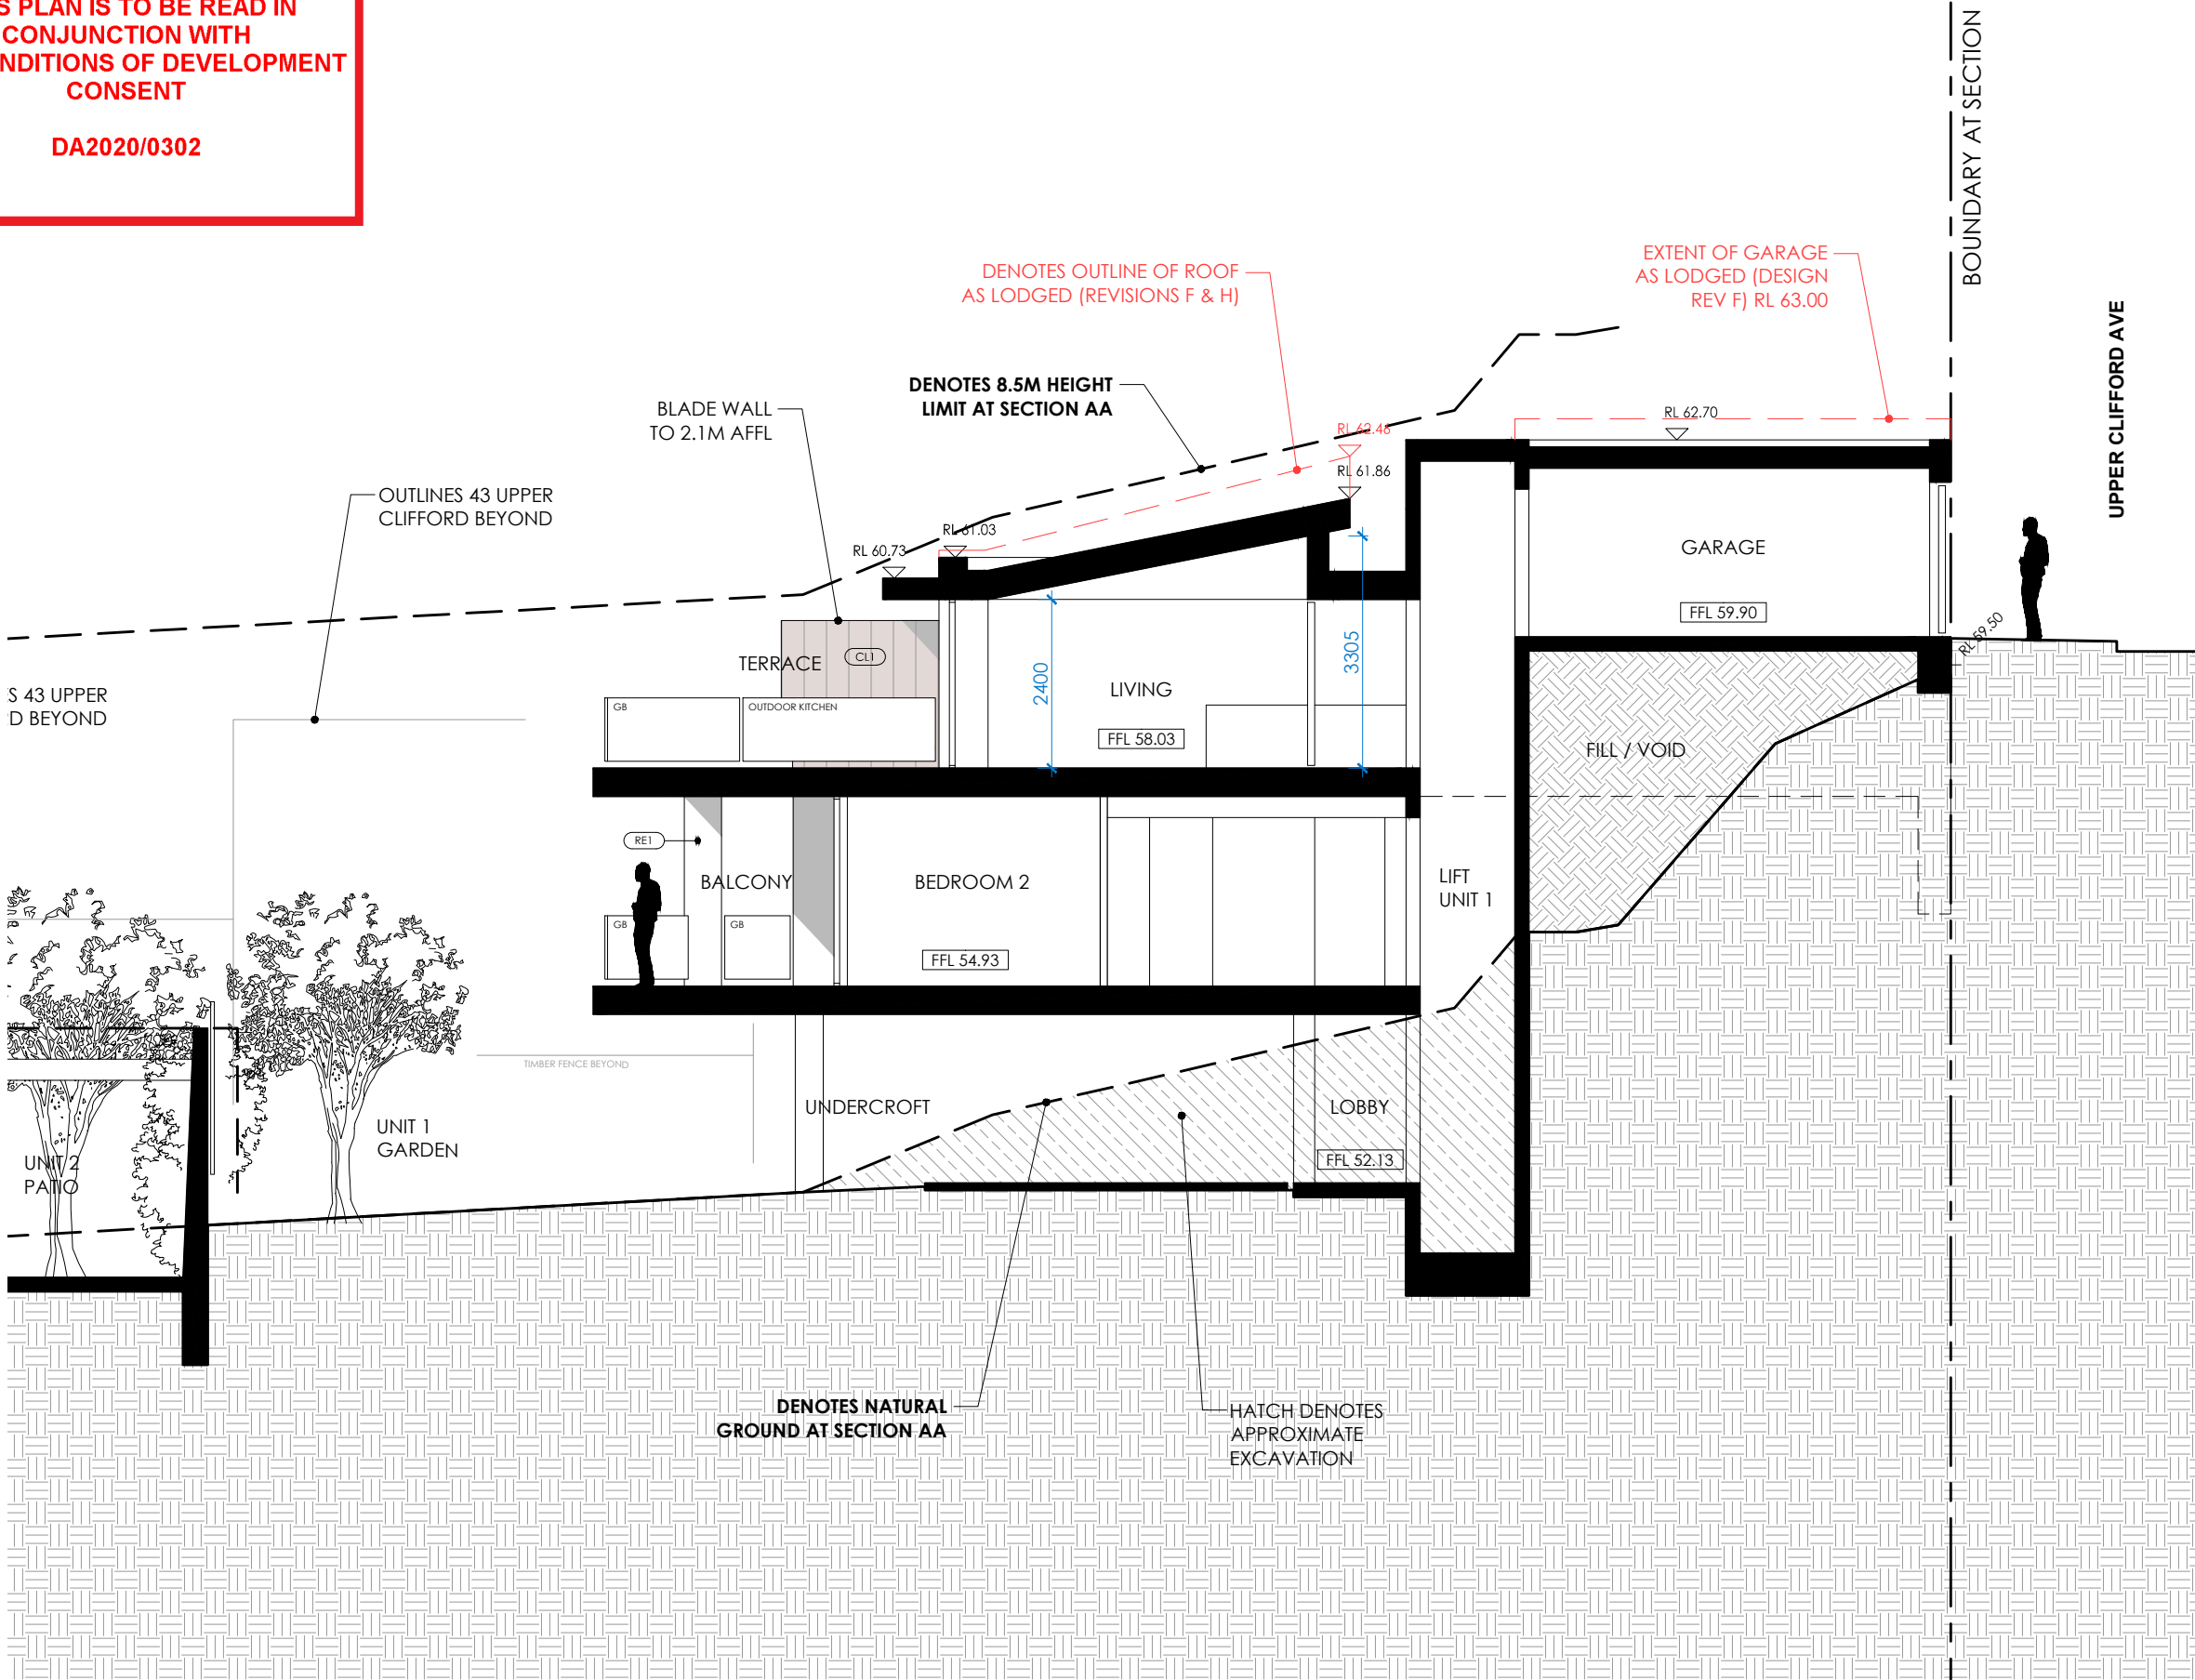 S PLAN IS TO BE READ IN
CONJUNCTION WITH
NDITIONS OF DEVELOPMENT
CONSENT
DA2020/0302
BOUNDARY AT SECTION
UPPER CLIFFORD AVE
EXTENT OF GARAGE
AS LODGED (DESIGN
REV F) RL 63.00
DENOTES OUTLINE OF ROOF
AS LODGED (REVISIONS F & H)
DENOTES 8.5M HEIGHT
LIMIT AT SECTION AA
BLADE WALL
TO 2.1M AFFL
OUTLINES 43 UPPER
CLIFFORD BEYOND
RL 62.70
RL 62.48
RL 61.86
RL 61.03
RL 60.73
GARAGE
FFL 59.90
RL 59.50
TERRACE
CL1
S 43 UPPER
D BEYOND
GB
OUTDOOR KITCHEN
2400
LIVING
FFL 58.03
3305
FILL / VOID
RE1
BALCONY
BEDROOM 2
LIFT
UNIT 1
GB
GB
FFL 54.93
TIMBER FENCE BEYOND
UNDERCROFT
LOBBY
FFL 52.13
UNIT 1
GARDEN
UNIT 2
PATIO
DENOTES NATURAL
GROUND AT SECTION AA
HATCH DENOTES
APPROXIMATE
EXCAVATION